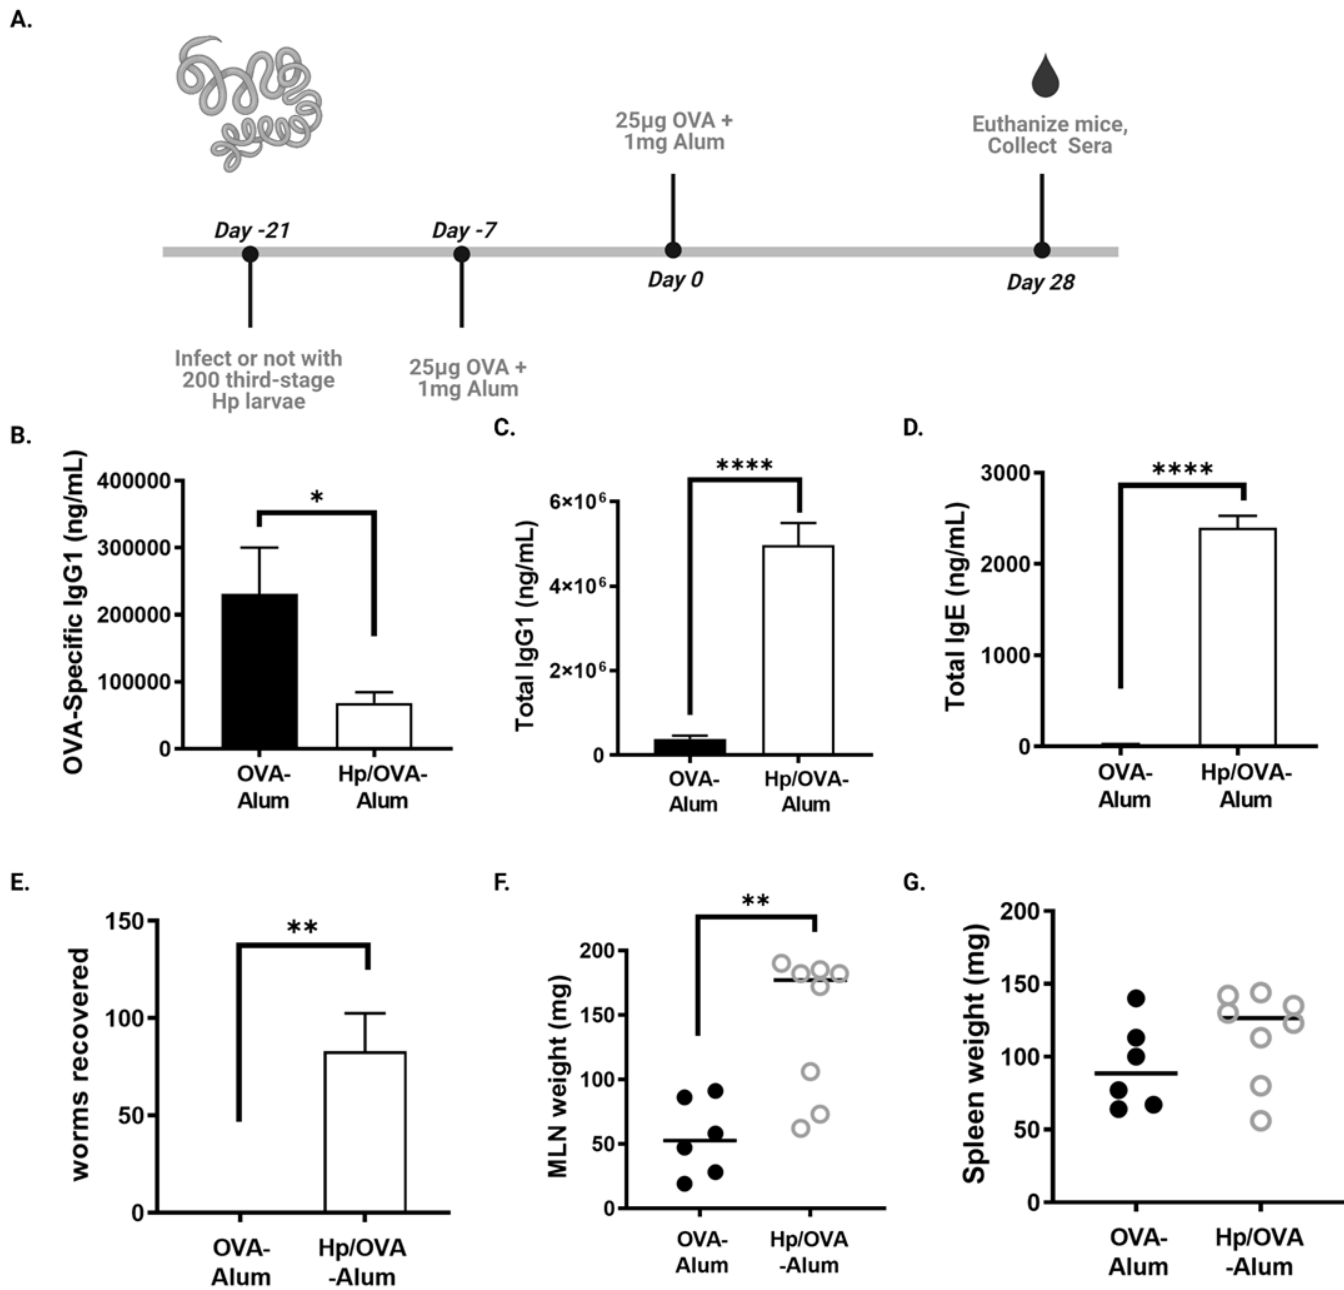 A.
25µg OVA +
1mg Alum
Euthanize mice,
Collect Sera
Day -21
Day -7
Day 0
Day 28
Infect or not with
200 third-stage
Hp larvae
25µg OVA +
1mg Alum
B.
OVA-Specific IgG1 (ng/mL)
400000
300000
200000
100000
0
*
OVA-
Alum
Hp/OVA-
Alum
C.
Total IgG1 (ng/mL)
6×10⁶
4×10⁶
2×10⁶
0
****
OVA-
Alum
Hp/OVA-
Alum
D.
Total IgE (ng/mL)
3000
2000
1000
0
****
OVA-
Alum
Hp/OVA-
Alum
E.
worms recovered
150
100
50
0
**
OVA-
Alum
Hp/OVA
-Alum
F.
MLN weight (mg)
200
150
100
50
0
**
OVA-
Alum
Hp/OVA
-Alum
G.
Spleen weight (mg)
200
150
100
50
0
OVA-
Alum
Hp/OVA
-Alum